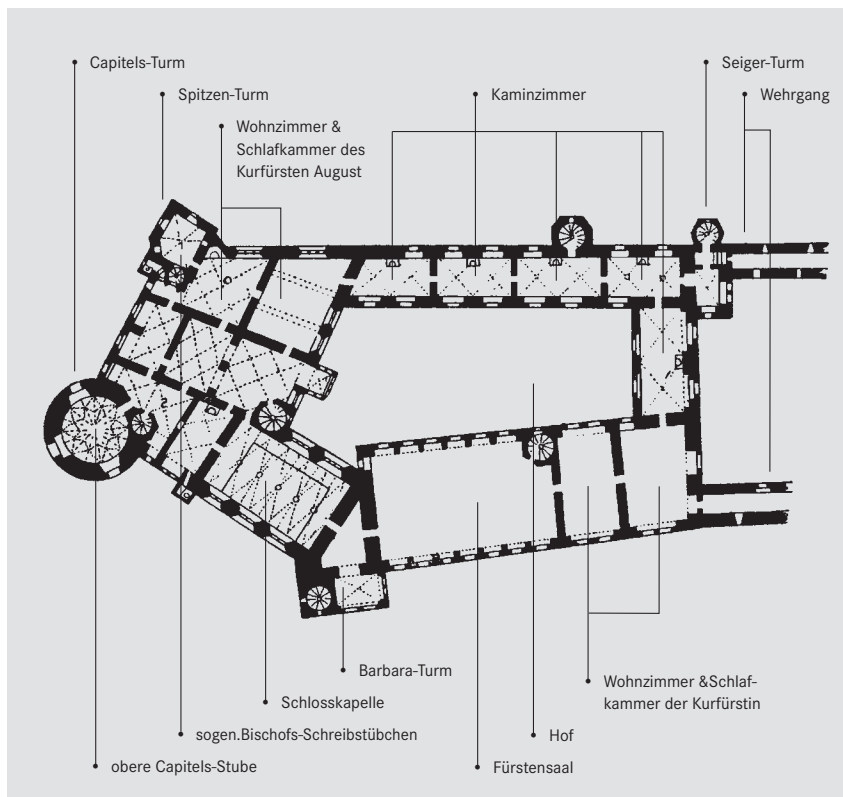 Capitels-Turm
Spitzen-Turm
Wohnzimmer &
Schlafkammer des
Kurfürsten August
Kaminzimmer
Seiger-Turm
Wehrgang
Barbara-Turm
Schlosskapelle
sogen.Bischofs-Schreibstübchen
obere Capitels-Stube
Wohnzimmer &Schlaf-
kammer der Kurfürstin
Hof
Fürstensaal